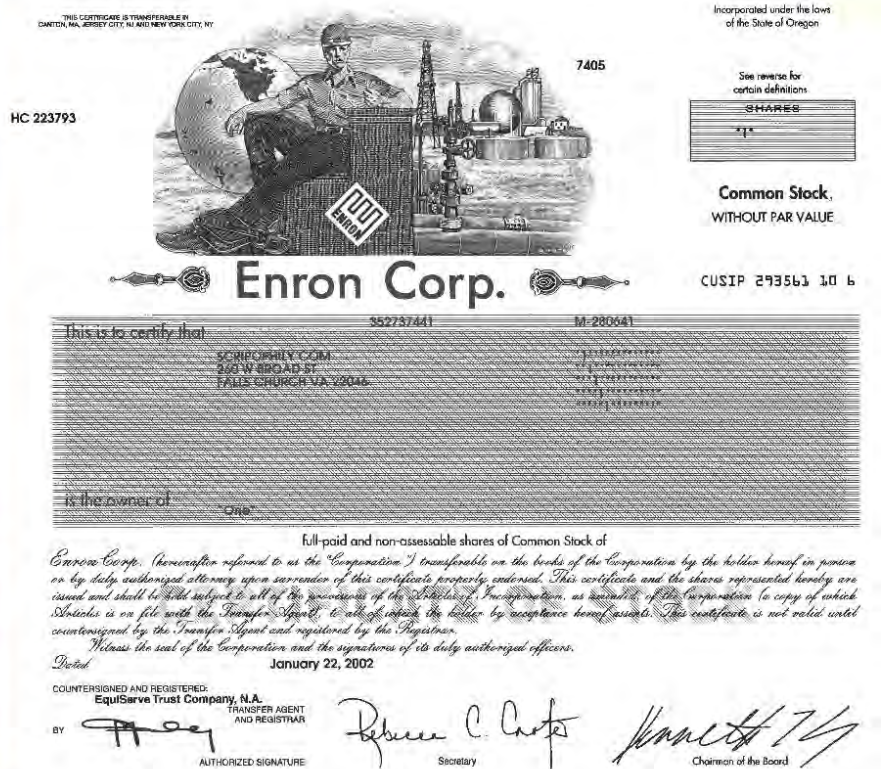 THIS CERTIFICATE IS TRANSFERABLE IN
CANTON, MA, JERSEY CITY, NJ AND NEW YORK CITY, NY
Incorporated under the laws
of the State of Oregon
7405
See reverse for
certain definitions
SHARES
*1*
HC 223793
ENRON
Common Stock,
WITHOUT PAR VALUE
Enron Corp.
CUSIP 293561 10 6
This is to certify that
352737441
M-280641
SCRIPOPHILY COM
260 W BROAD ST
FALLS CHURCH VA 22046
is the owner of
"One"
full-paid and non-assessable shares of Common Stock of
Enron Corp. (hereinafter referred to as the "Corporation") transferable on the books of the Corporation by the holder hereof in person
or by duly authorized attorney upon surrender of this certificate properly endorsed. This certificate and the shares represented hereby are
issued and shall be held subject to all of the provisions of the Articles of Incorporation, as amended, of the Corporation (a copy of which
Articles is on file with the Transfer Agent), to all of which the holder by acceptance hereof assents. This certificate is not valid until
countersigned by the Transfer Agent and registered by the Registrar.
Witness the seal of the Corporation and the signatures of its duly authorized officers.
Dated January 22, 2002
COUNTERSIGNED AND REGISTERED:
EquiServe Trust Company, N.A.
TRANSFER AGENT
AND REGISTRAR
BY
AUTHORIZED SIGNATURE
Rebecca C. Carter
Secretary
Kenneth L. Lay
Chairman of the Board